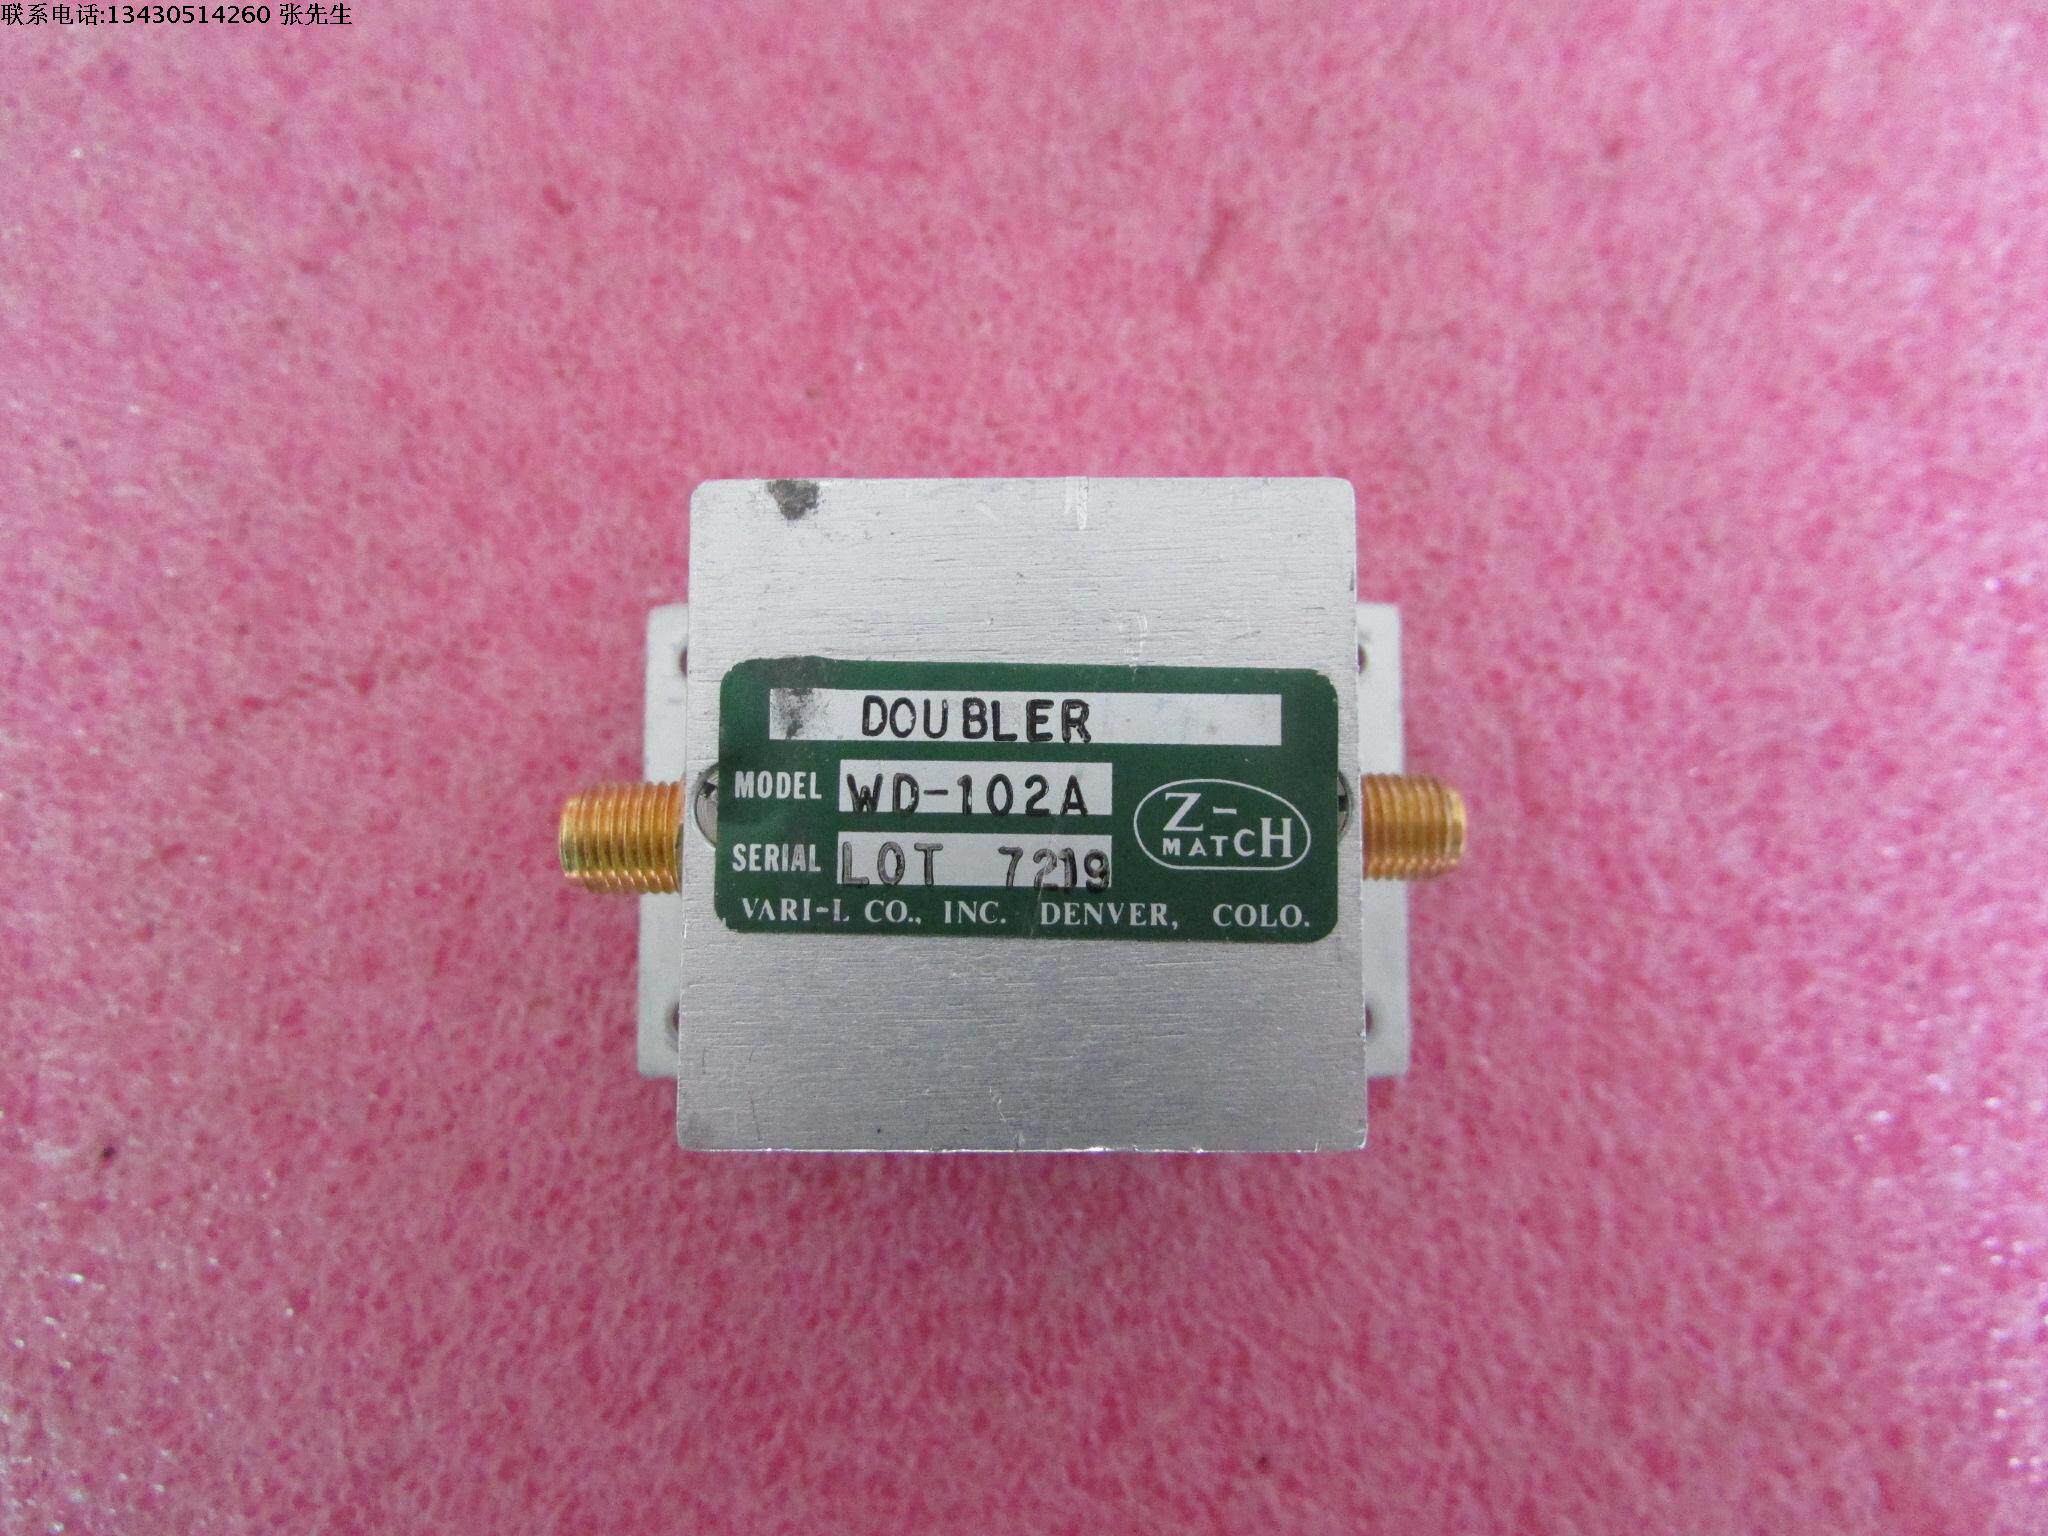 联系电话:13430514260 张先生
DOUBLER
MODEL WD-102A
SERIAL LOT 7219
Z-
MATCH
VARI-L CO., INC. DENVER, COLO.